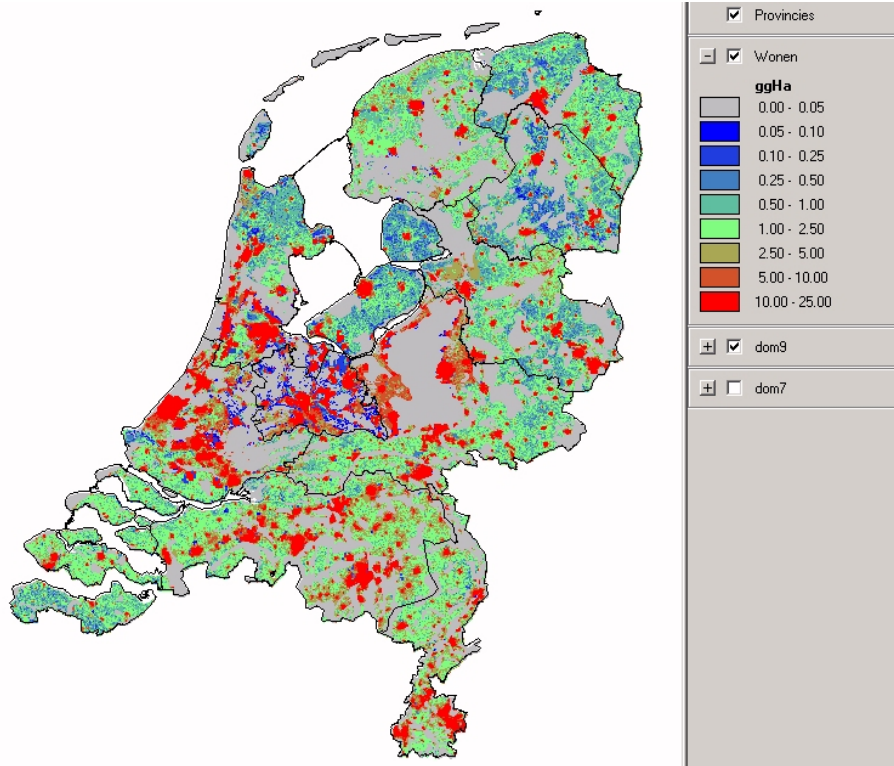 Provincies
Wonen
ggHa
0.00 - 0.05
0.05 - 0.10
0.10 - 0.25
0.25 - 0.50
0.50 - 1.00
1.00 - 2.50
2.50 - 5.00
5.00 - 10.00
10.00 - 25.00
dom9
dom7